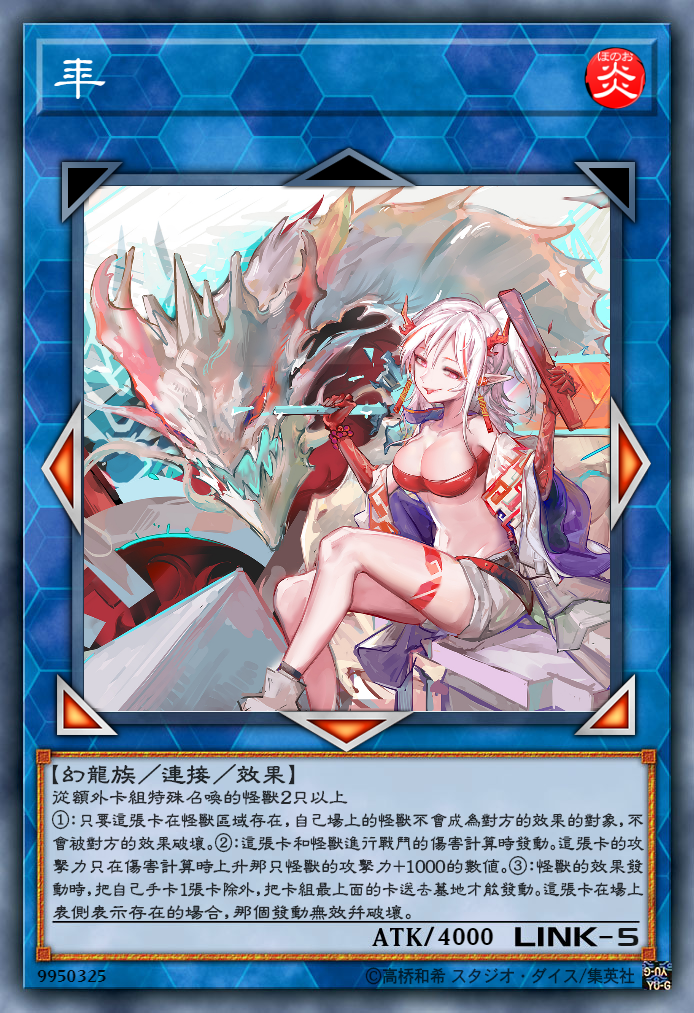 ほのお
炎
【幻龍族／連接／效果】
從額外卡組特殊召喚的怪獸2只以上
①：只要這張卡在怪獸區域存在，自己場上的怪獸不會成為對方的效果的對象，不
會被對方的效果破壞。②：這張卡和怪獸進行戰鬥的傷害計算時發動。這張卡的攻
擊力只在傷害計算時上升那只怪獸的攻擊力+1000的數值。③：怪獸的效果發
動時，把自己手卡1張卡除外，把卡組最上面的卡送去墓地才能發動。這張卡在場上
表側表示存在的場合，那個發動無效并破壞。
ATK/4000 LINK-5
9950325 ©高桥和希 スタジオ・ダイス/集英社
YU-G